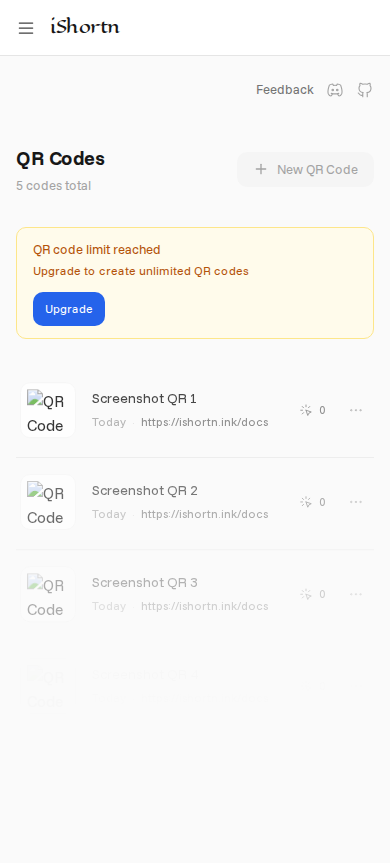 iShortn
Feedback
QR Codes
5 codes total
New QR Code
QR code limit reached
Upgrade to create unlimited QR codes
Upgrade
QR Code
Screenshot QR 1
Today https://ishortn.ink/docs
0
QR Code
Screenshot QR 2
Today https://ishortn.ink/docs
0
QR Code
Screenshot QR 3
Today https://ishortn.ink/docs
0